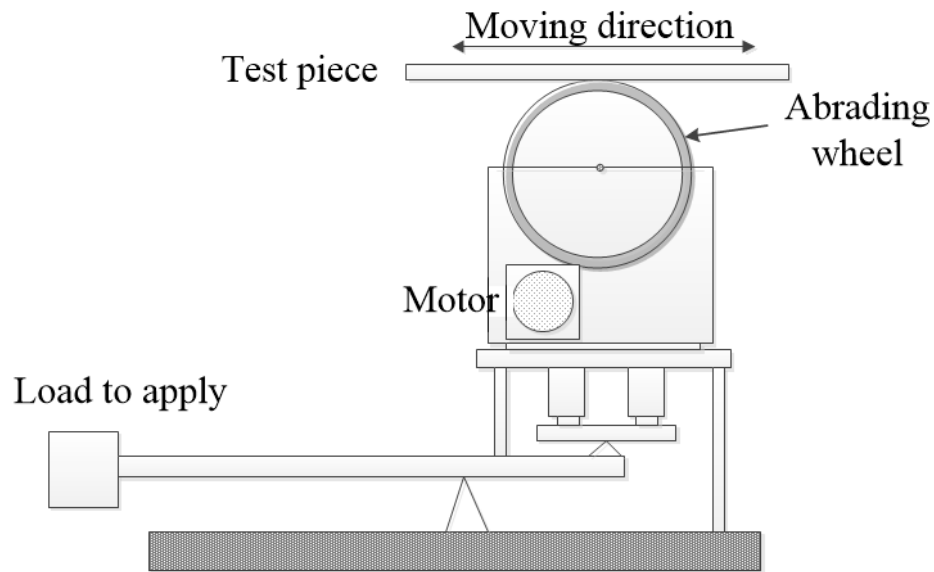 Moving direction
Test piece
Abrading
wheel
Motor
Load to apply